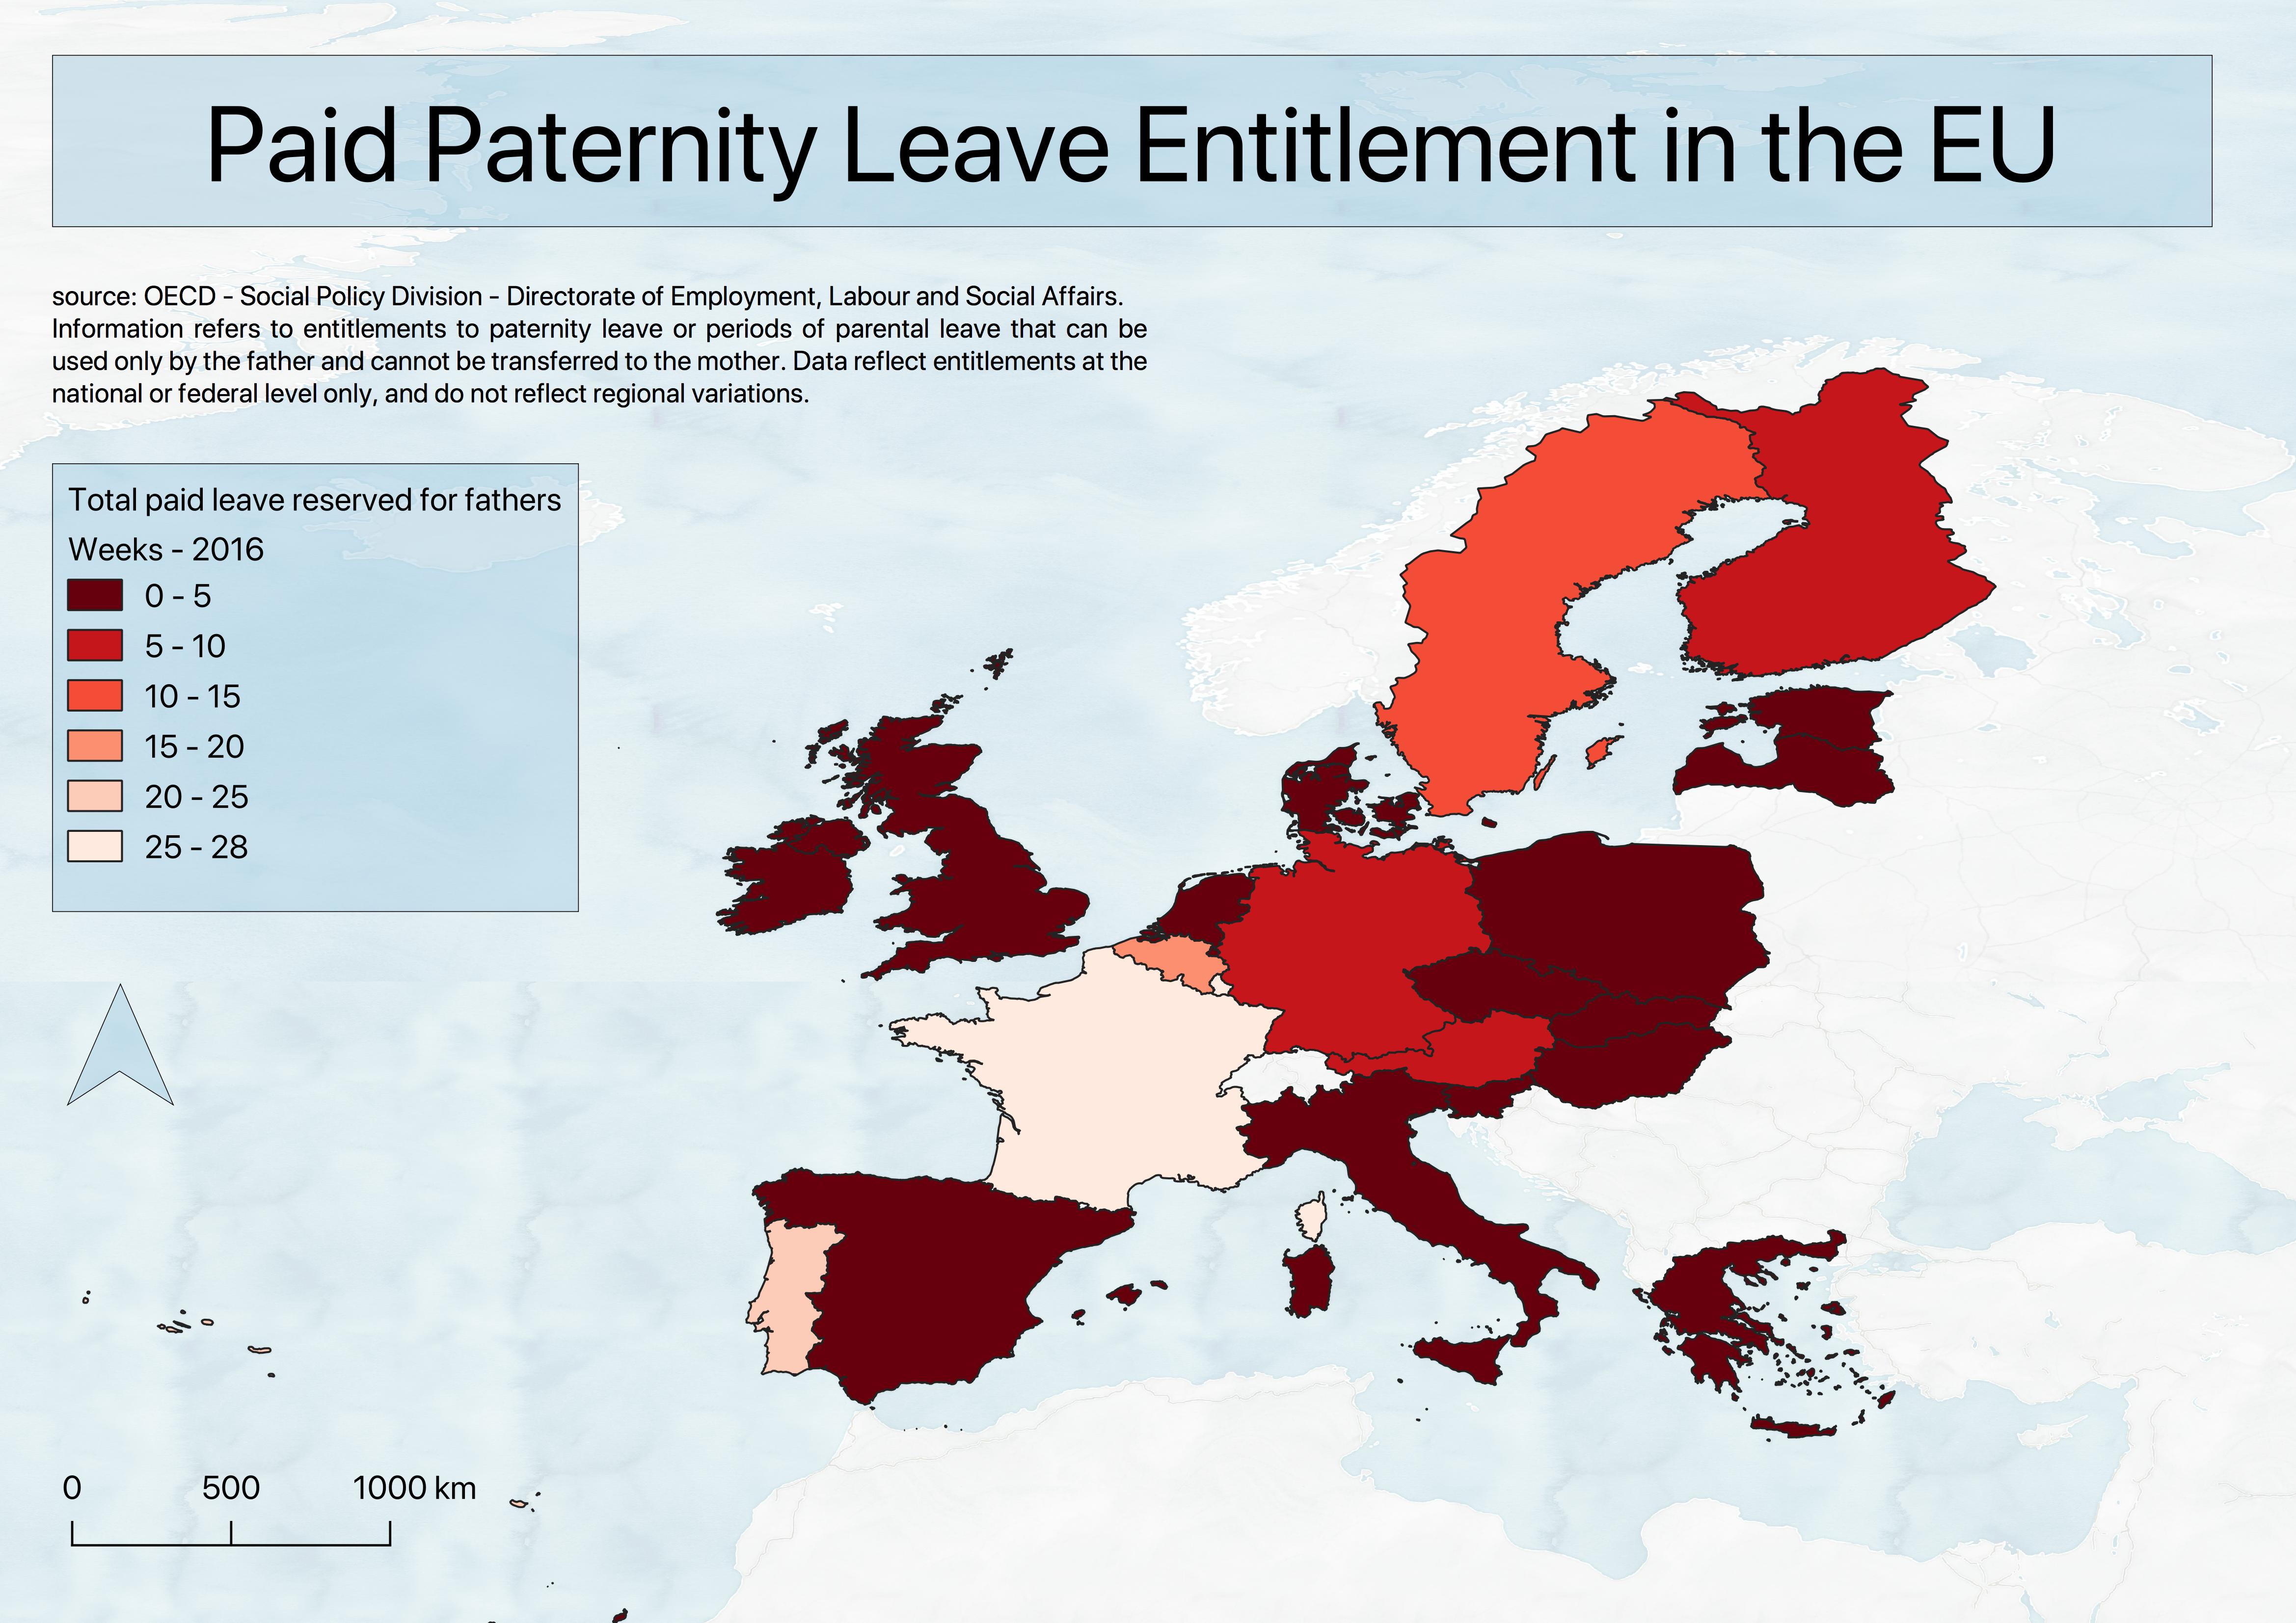 Paid Paternity Leave Entitlement in the EU
source: OECD - Social Policy Division - Directorate of Employment, Labour and Social Affairs.
Information refers to entitlements to paternity leave or periods of parental leave that can be
used only by the father and cannot be transferred to the mother. Data reflect entitlements at the
national or federal level only, and do not reflect regional variations.
Total paid leave reserved for fathers
Weeks - 2016
0 - 5
5 - 10
10 - 15
15 - 20
20 - 25
25 - 28
0 500 1000 km